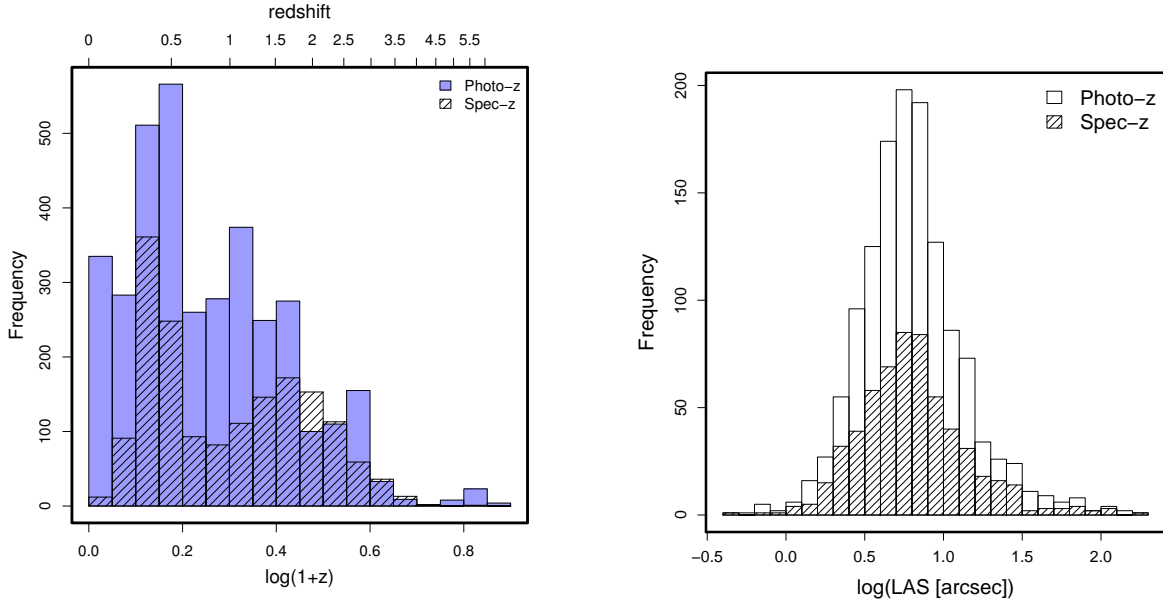 redshift
0 0.5 1 1.5 2 2.5 3.5 4.5 5.5
Photo−z
Spec−z
Frequency
0 100 200 300 400 500
0.0 0.2 0.4 0.6 0.8
log(1+z)
Photo−z
Spec−z
Frequency
0 50 100 150 200
−0.5 0.0 0.5 1.0 1.5 2.0
log(LAS [arcsec])